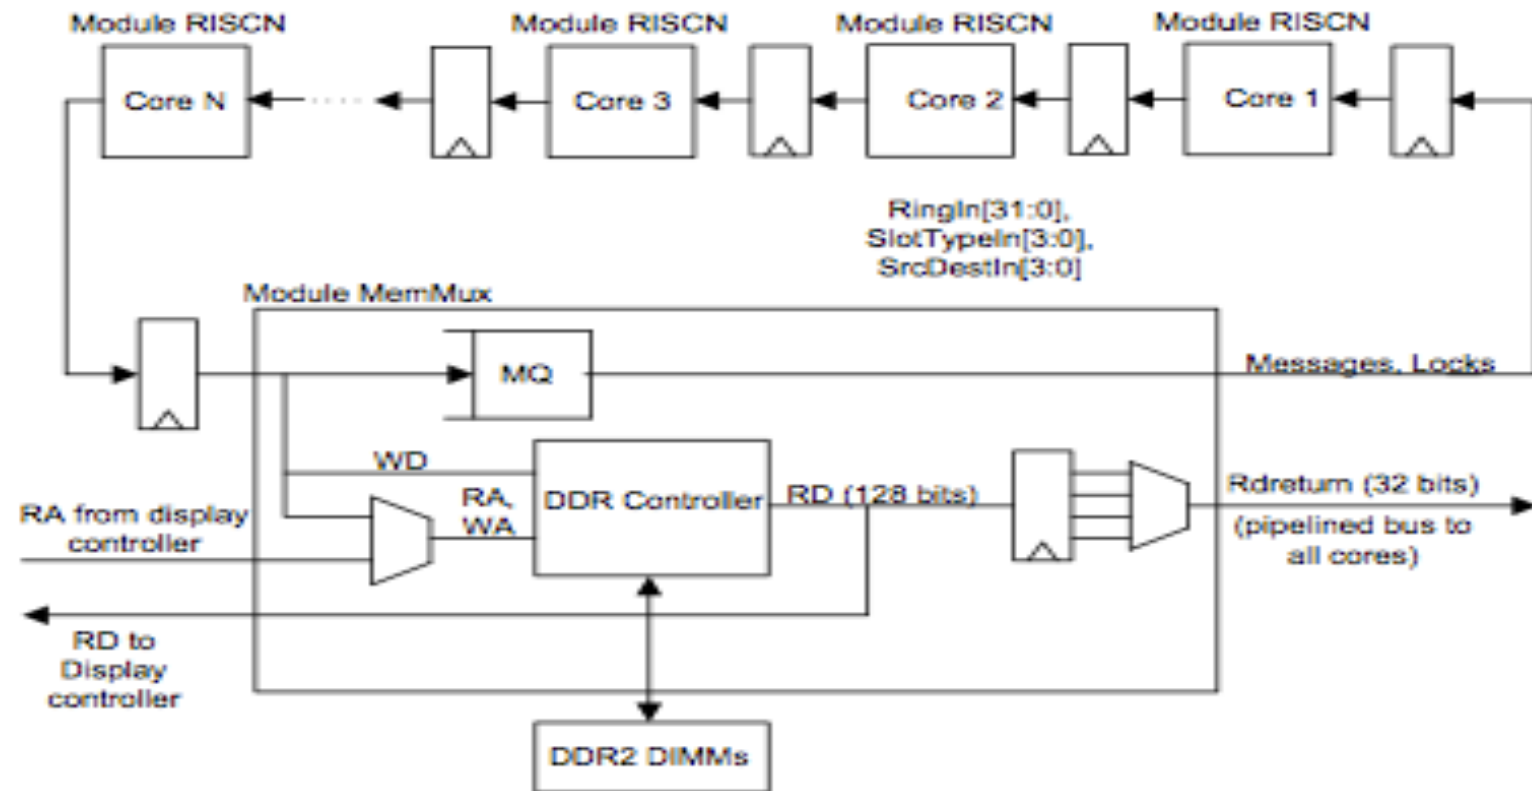 Module RISCN
Module RISCN
Module RISCN
Module RISCN
Core N
Core 3
Core 2
Core 1
RingIn[31:0],
SlotTypeIn[3:0],
SrcDestIn[3:0]
Module MemMux
MQ
Messages, Locks
WD
RA,
WA
DDR Controller
RD (128 bits)
Rdreturn (32 bits)
(pipelined bus to
all cores)
RA from display
controller
RD to
Display
controller
DDR2 DIMMs